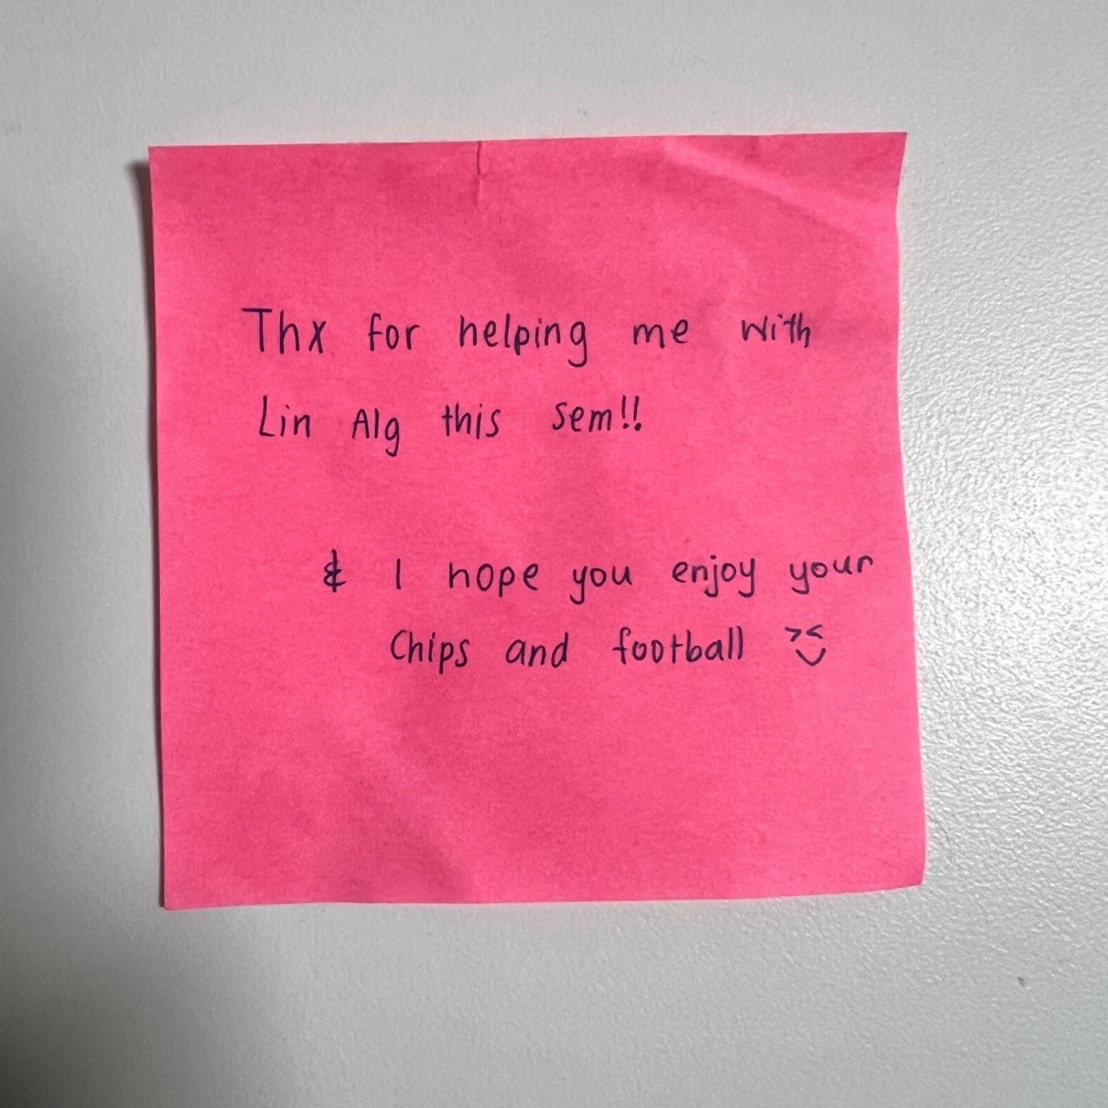 Thx for helping me with
Lin Alg this sem!!
& I hope you enjoy your
Chips and football ><